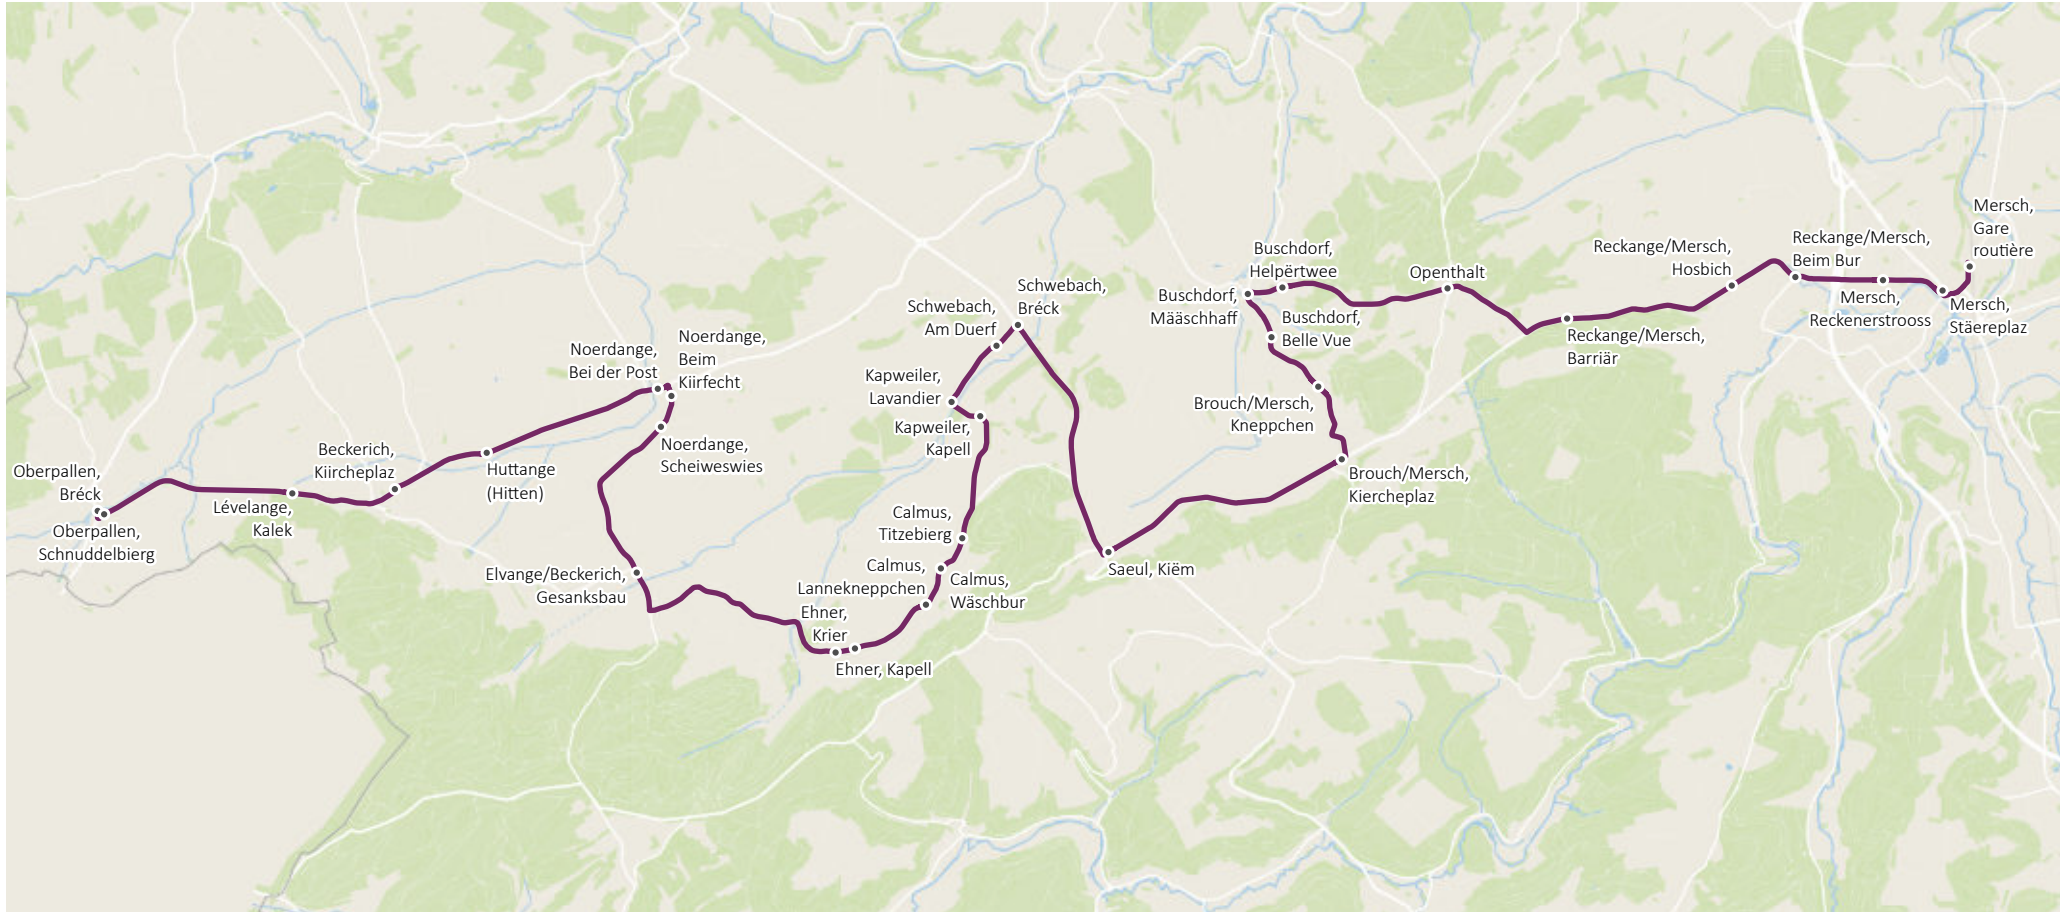 Oberpallen,
Bréck
Oberpallen,
Schnuddelbierg
Lévelange,
Kalek
Beckerich,
Kiircheplaz
Huttange
(Hitten)
Noerdange,
Bei der Post
Noerdange,
Beim
Kiirfecht
Noerdange,
Scheiweswies
Elvange/Beckerich,
Gesanksbau
Ehner,
Krier
Ehner, Kapell
Calmus,
Lannekneppchen
Calmus,
Wäschbur
Calmus,
Titzebierg
Kapweiler,
Kapell
Kapweiler,
Lavandier
Schwebach,
Am Duerf
Schwebach,
Bréck
Saeul, Kiëm
Brouch/Mersch,
Kiercheplaz
Brouch/Mersch,
Kneppchen
Buschdorf,
Belle Vue
Buschdorf,
Määschhaff
Buschdorf,
Helpërtwee
Openthalt
Reckange/Mersch,
Barriär
Reckange/Mersch,
Hosbich
Reckange/Mersch,
Beim Bur
Mersch,
Reckenerstrooss
Mersch,
Stäereplaz
Mersch,
Gare
routière